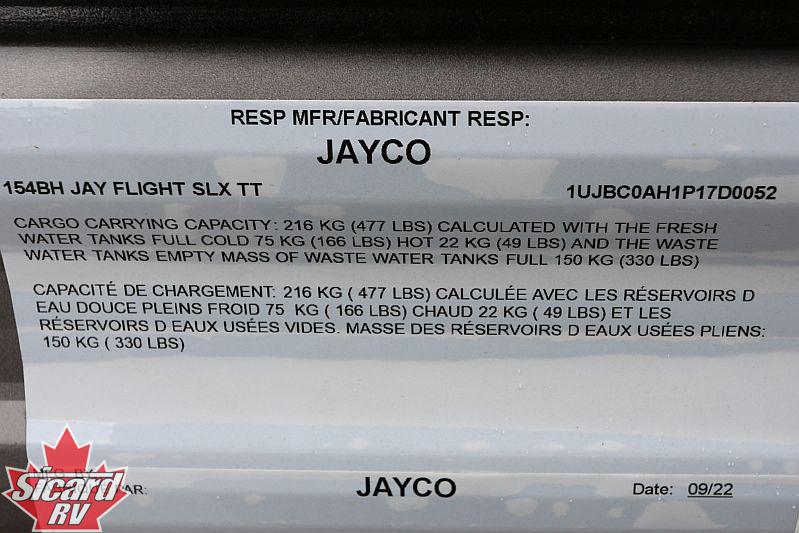 RESP MFR/FABRICANT RESP:
JAYCO
154BH JAY FLIGHT SLX TT 1UJBC0AH1P17D0052
CARGO CARRYING CAPACITY: 216 KG (477 LBS) CALCULATED WITH THE FRESH
WATER TANKS FULL COLD 75 KG (166 LBS) HOT 22 KG (49 LBS) AND THE WASTE
WATER TANKS EMPTY MASS OF WASTE WATER TANKS FULL 150 KG (330 LBS)
CAPACITÉ DE CHARGEMENT: 216 KG ( 477 LBS) CALCULÉE AVEC LES RÉSERVOIRS D
EAU DOUCE PLEINS FROID 75 KG ( 166 LBS) CHAUD 22 KG ( 49 LBS) ET LES
RÉSERVOIRS D EAUX USÉES VIDES. MASSE DES RÉSERVOIRS D EAUX USÉES PLIENS:
150 KG ( 330 LBS)
MFG BY
PAR: JAYCO Date: 09/22
Sicard
RV